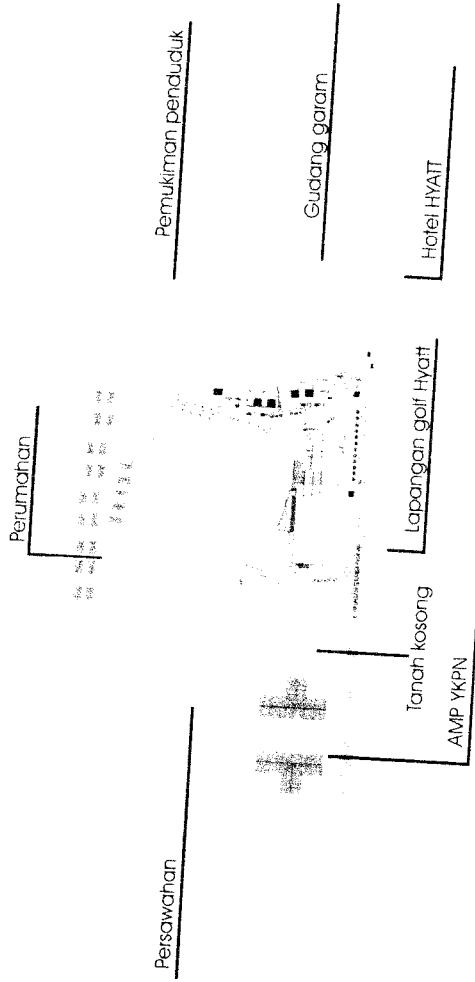 Perumahan
Pemukiman penduduk
Persawahan
Gudang garam
Tanah kosong
AMP YKPN
Lapangan golf Hyatt
Hotel HYATT